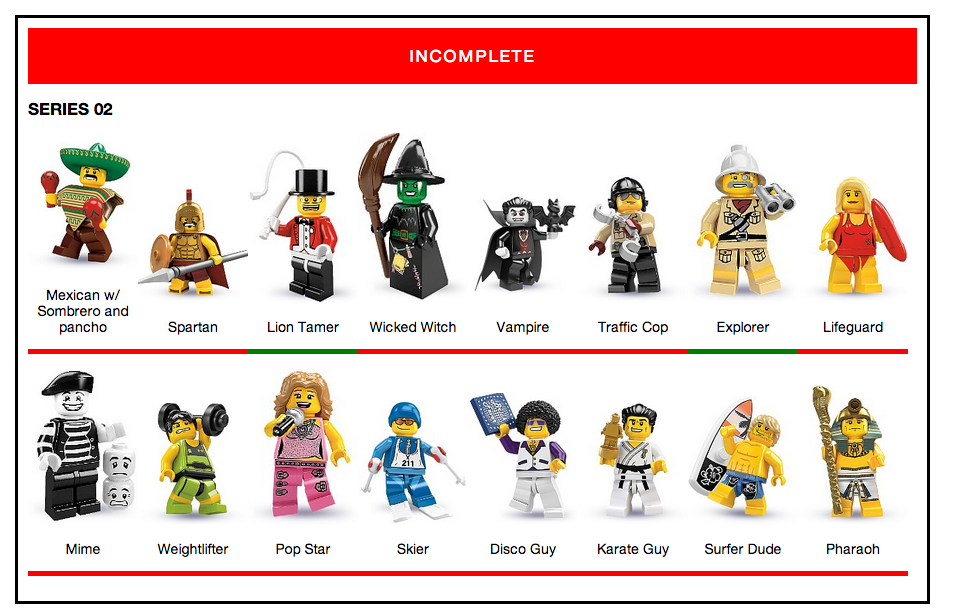 INCOMPLETE
SERIES 02
Mexican w/
Sombrero and
pancho
Spartan
Lion Tamer
Wicked Witch
Vampire
Traffic Cop
Explorer
Lifeguard
211
Mime
Weightlifter
Pop Star
Skier
Disco Guy
Karate Guy
Surfer Dude
Pharaoh